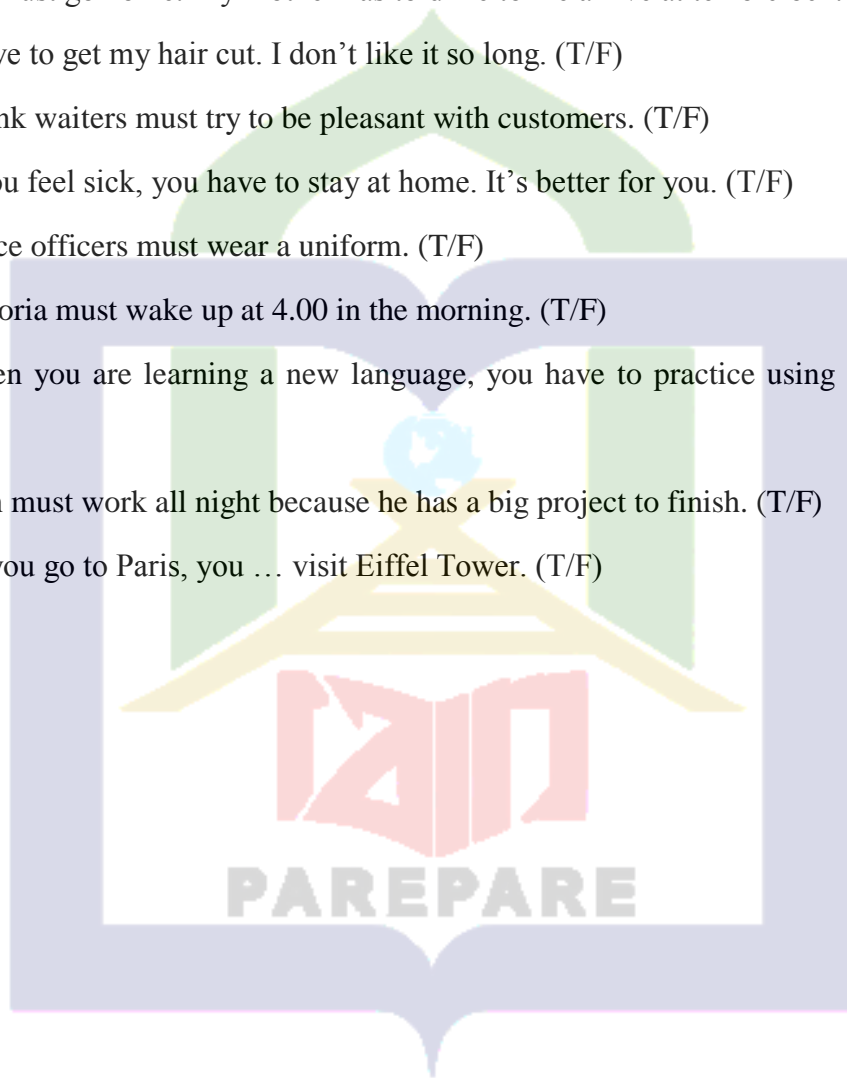 ve to get my hair cut. I don’t like it so long. (T/F)
nk waiters must try to be pleasant with customers. (T/F)
ou feel sick, you have to stay at home. It’s better for you. (T/F)
ce officers must wear a uniform. (T/F)
oria must wake up at 4.00 in the morning. (T/F)
en you are learning a new language, you have to practice using
must work all night because he has a big project to finish. (T/F)
you go to Paris, you … visit Eiffel Tower. (T/F)
PAREPARE